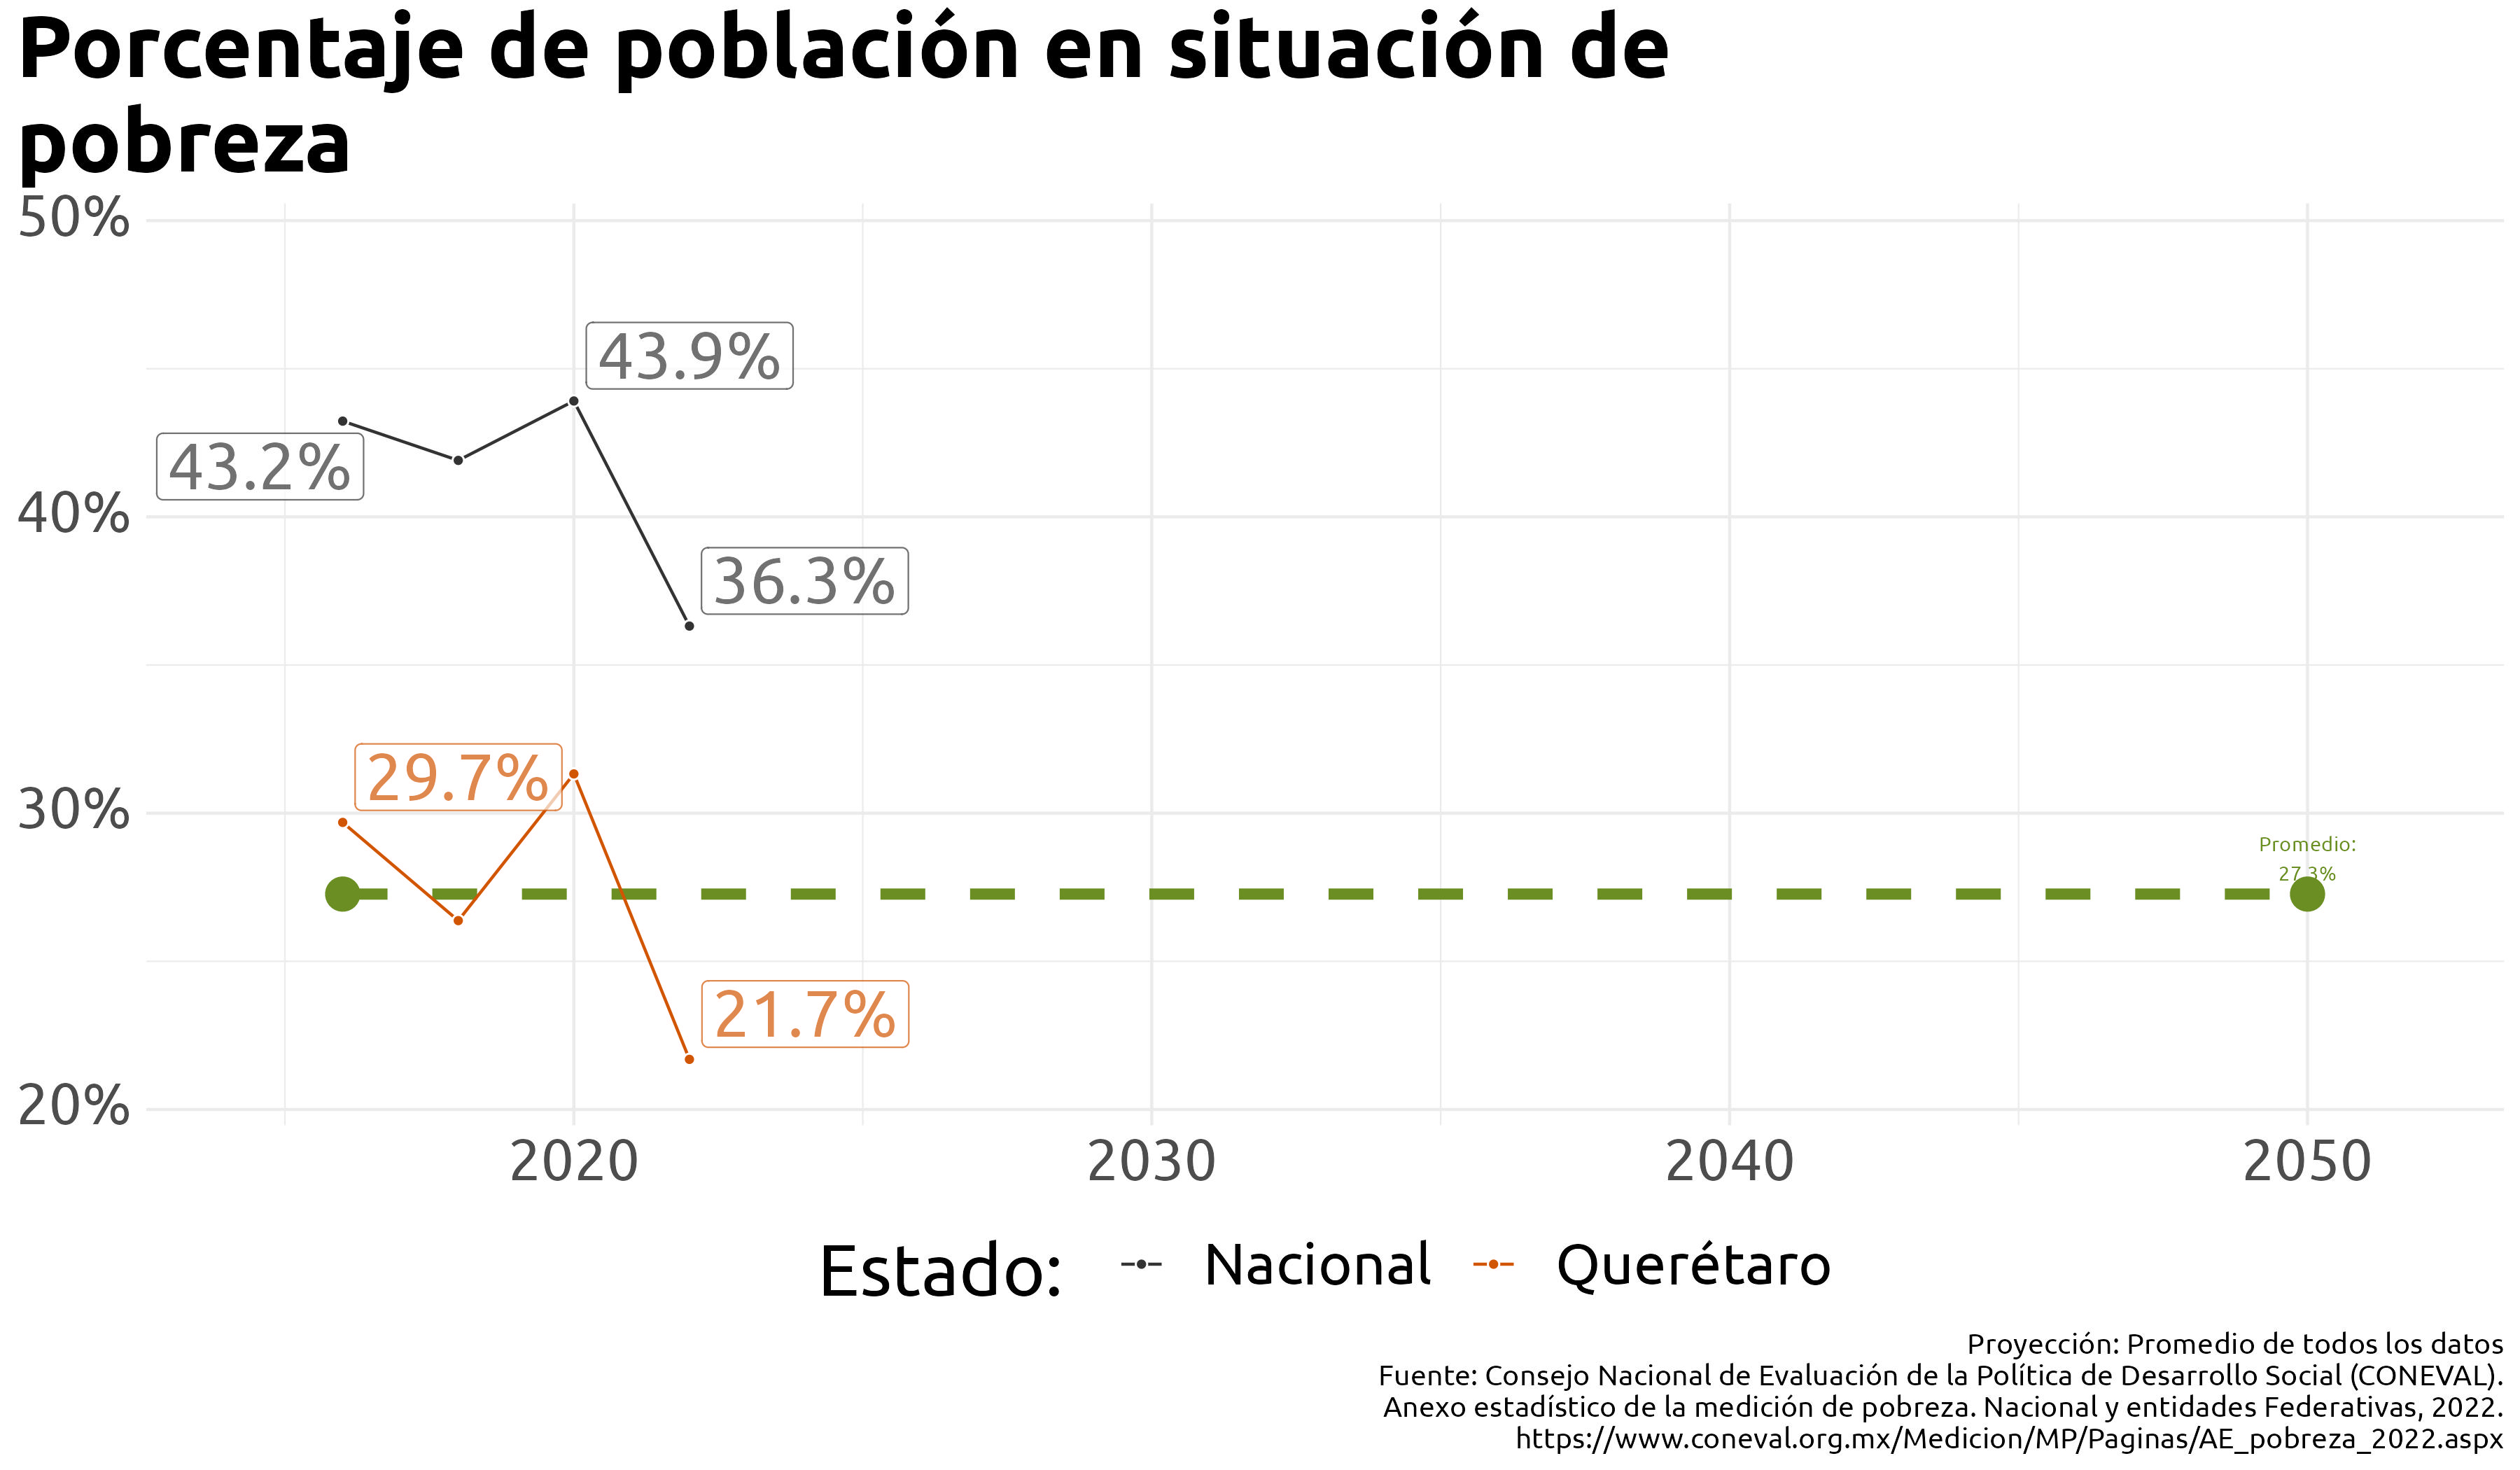 Porcentaje de población en situación de
pobreza
50%
43.9%
43.2%
40%
36.3%
29.7%
30%
Promedio:
27.3%
21.7%
20%
2020 2030 2040 2050
Estado: Nacional Querétaro
Proyección: Promedio de todos los datos
Fuente: Consejo Nacional de Evaluación de la Política de Desarrollo Social (CONEVAL).
Anexo estadístico de la medición de pobreza. Nacional y entidades Federativas, 2022.
https://www.coneval.org.mx/Medicion/MP/Paginas/AE_pobreza_2022.aspx